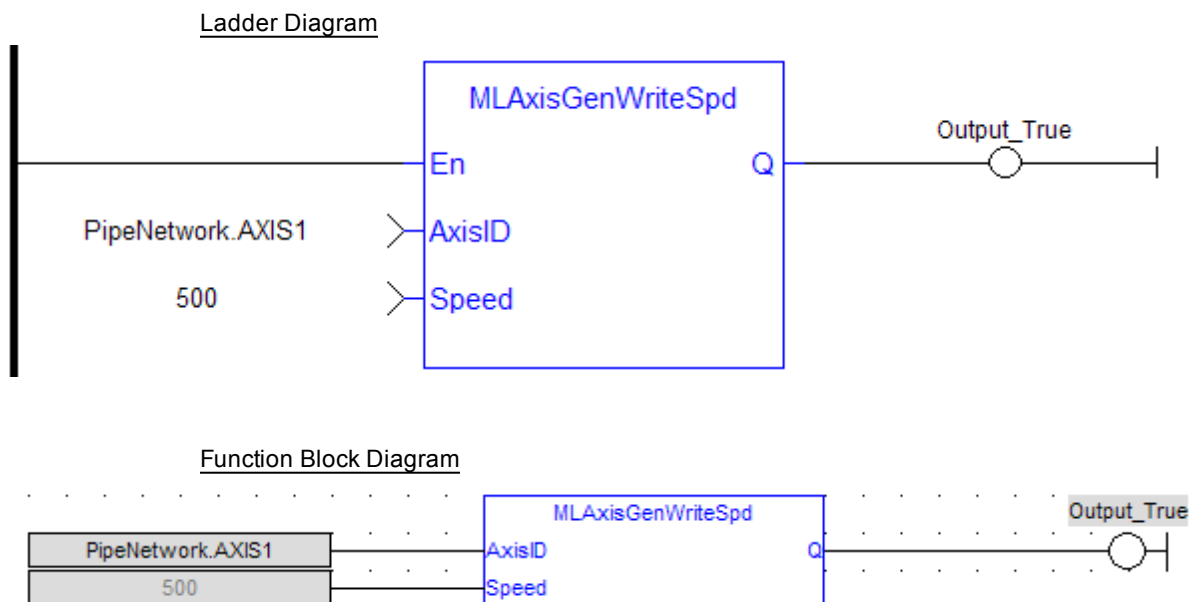 Ladder Diagram
MLAxisGenWriteSpd
Output_True
En Q
PipeNetwork.AXIS1 AxisID
500 Speed
Function Block Diagram
MLAxisGenWriteSpd Output_True
PipeNetwork.AXIS1 AxisID Q
500 Speed